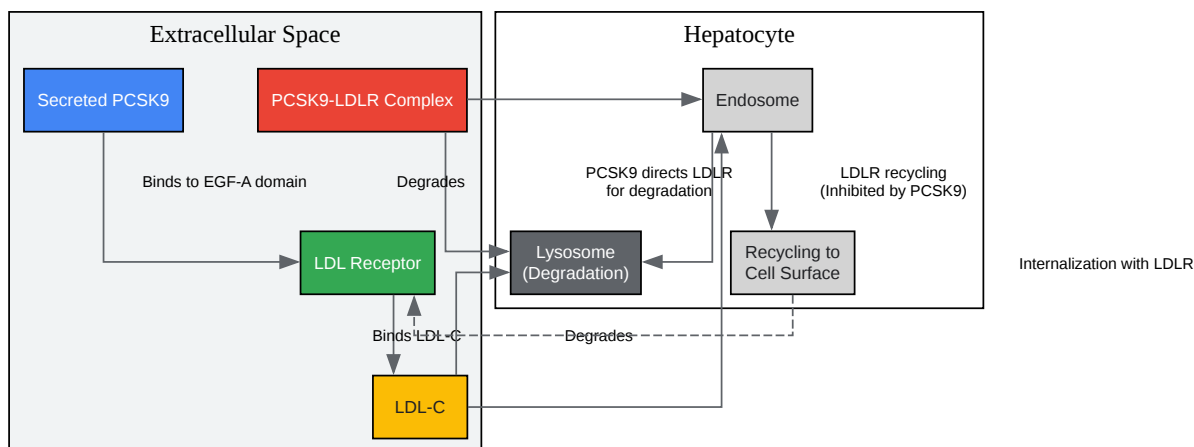 Extracellular Space
Hepatocyte
Secreted PCSK9
PCSK9-LDLR Complex
Endosome
Binds to EGF-A domain
Degrades
PCSK9 directs LDLR
for degradation
LDLR recycling
(Inhibited by PCSK9)
LDL Receptor
Lysosome
(Degradation)
Recycling to
Cell Surface
Internalization with LDLR
Binds LDL-C
Degrades
LDL-C